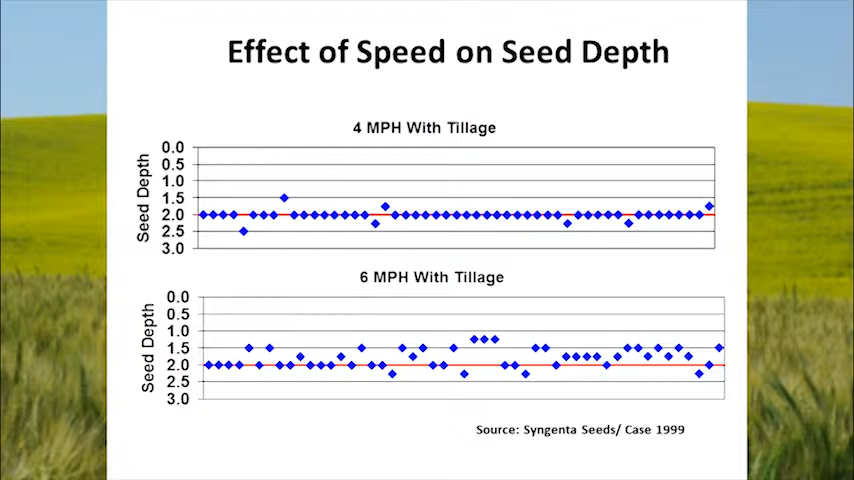 Effect of Speed on Seed Depth
4 MPH With Tillage
Seed Depth
0.0
0.5
1.0
1.5
2.0
2.5
3.0
6 MPH With Tillage
Seed Depth
0.0
0.5
1.0
1.5
2.0
2.5
3.0
Source: Syngenta Seeds/ Case 1999